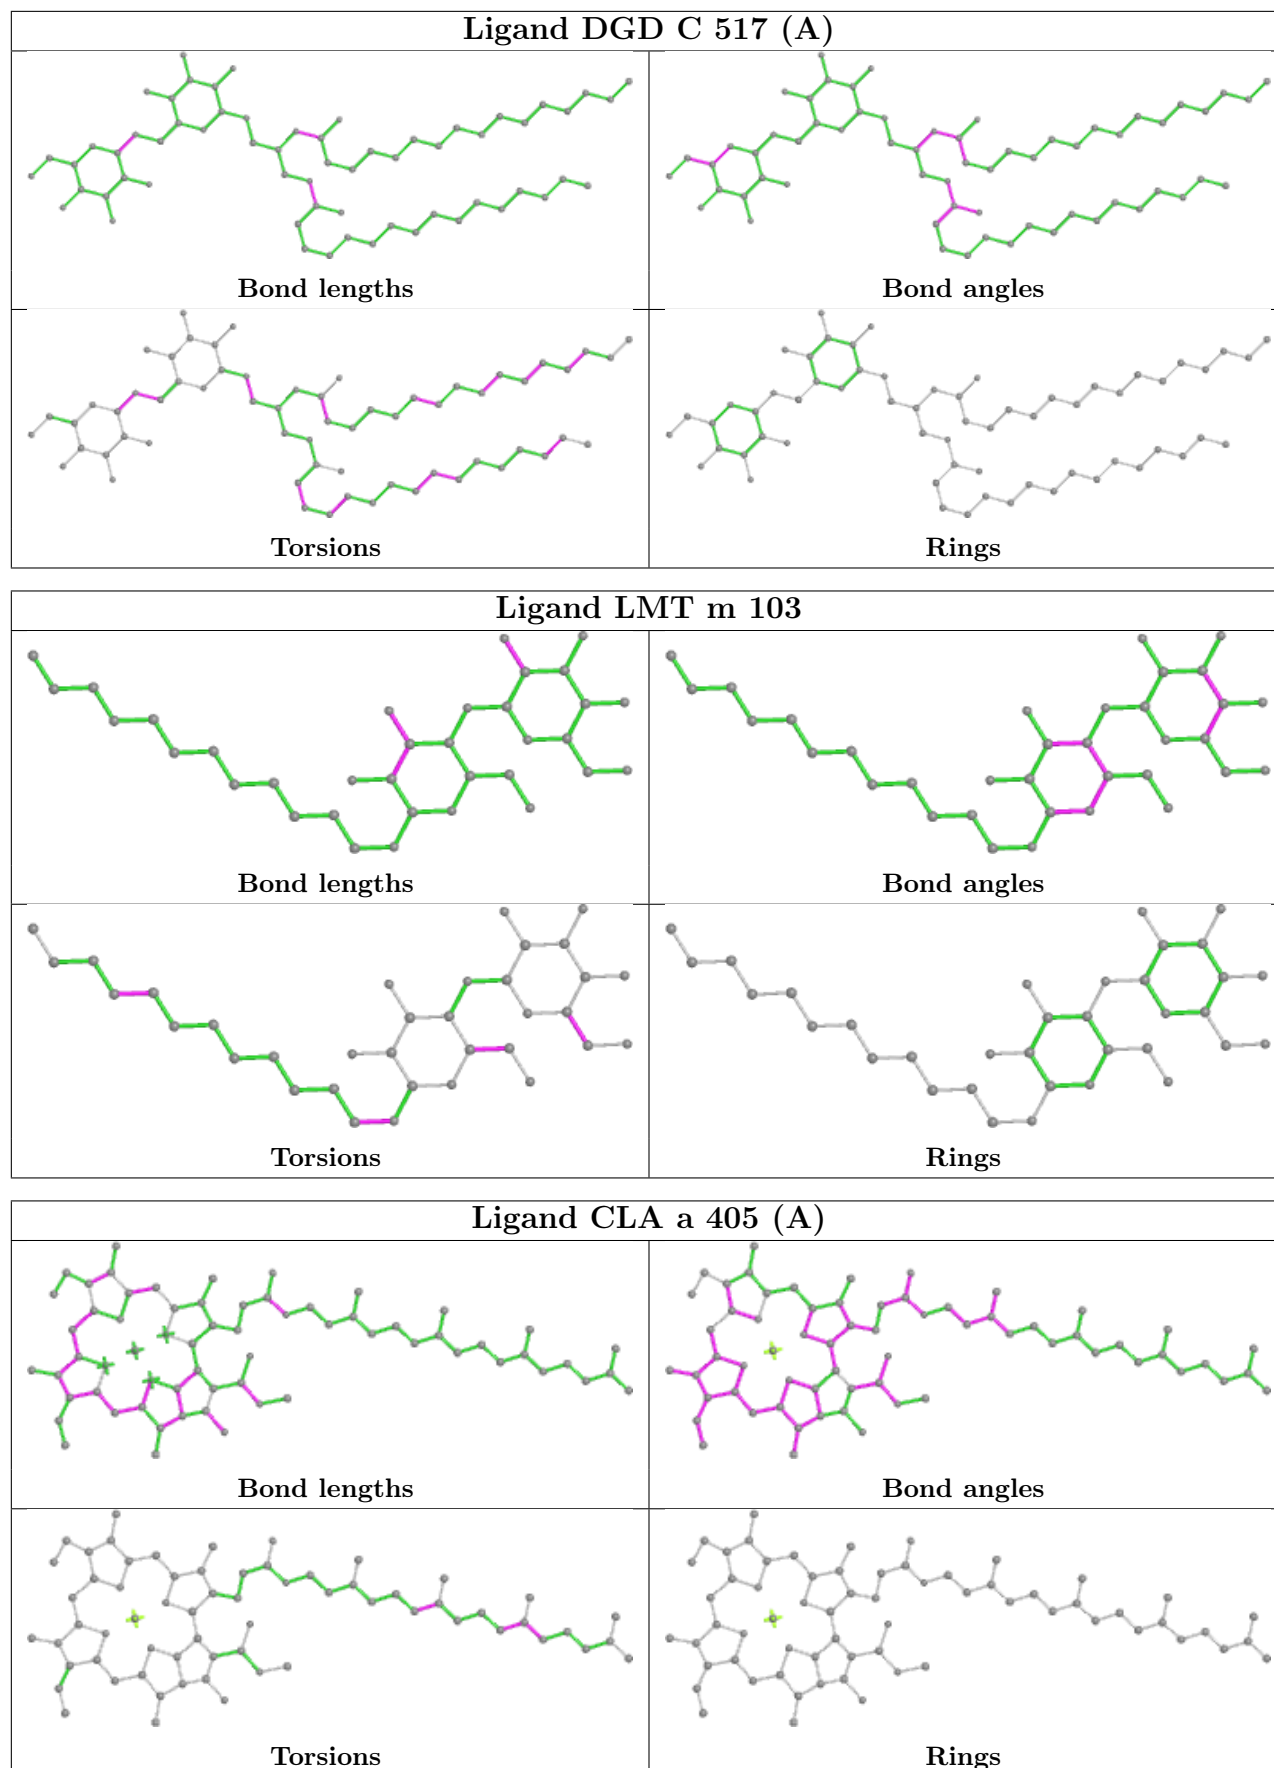 Ligand DGD C 517 (A)
Bond lengths
Bond angles
Torsions
Rings
Ligand LMT m 103
Bond lengths
Bond angles
Torsions
Rings
Ligand CLA a 405 (A)
Bond lengths
Bond angles
Torsions
Rings